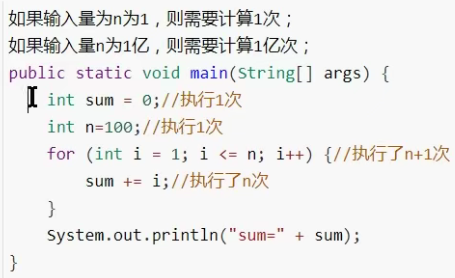 如果输入量为n为1，则需要计算1次；
如果输入量n为1亿，则需要计算1亿次；
public static void main(String[] args) {
int sum = 0;//执行1次
int n=100;//执行1次
for (int i = 1; i <= n; i++) {//执行了n+1次
sum += i;//执行了n次
}
System.out.println("sum=" + sum);
}